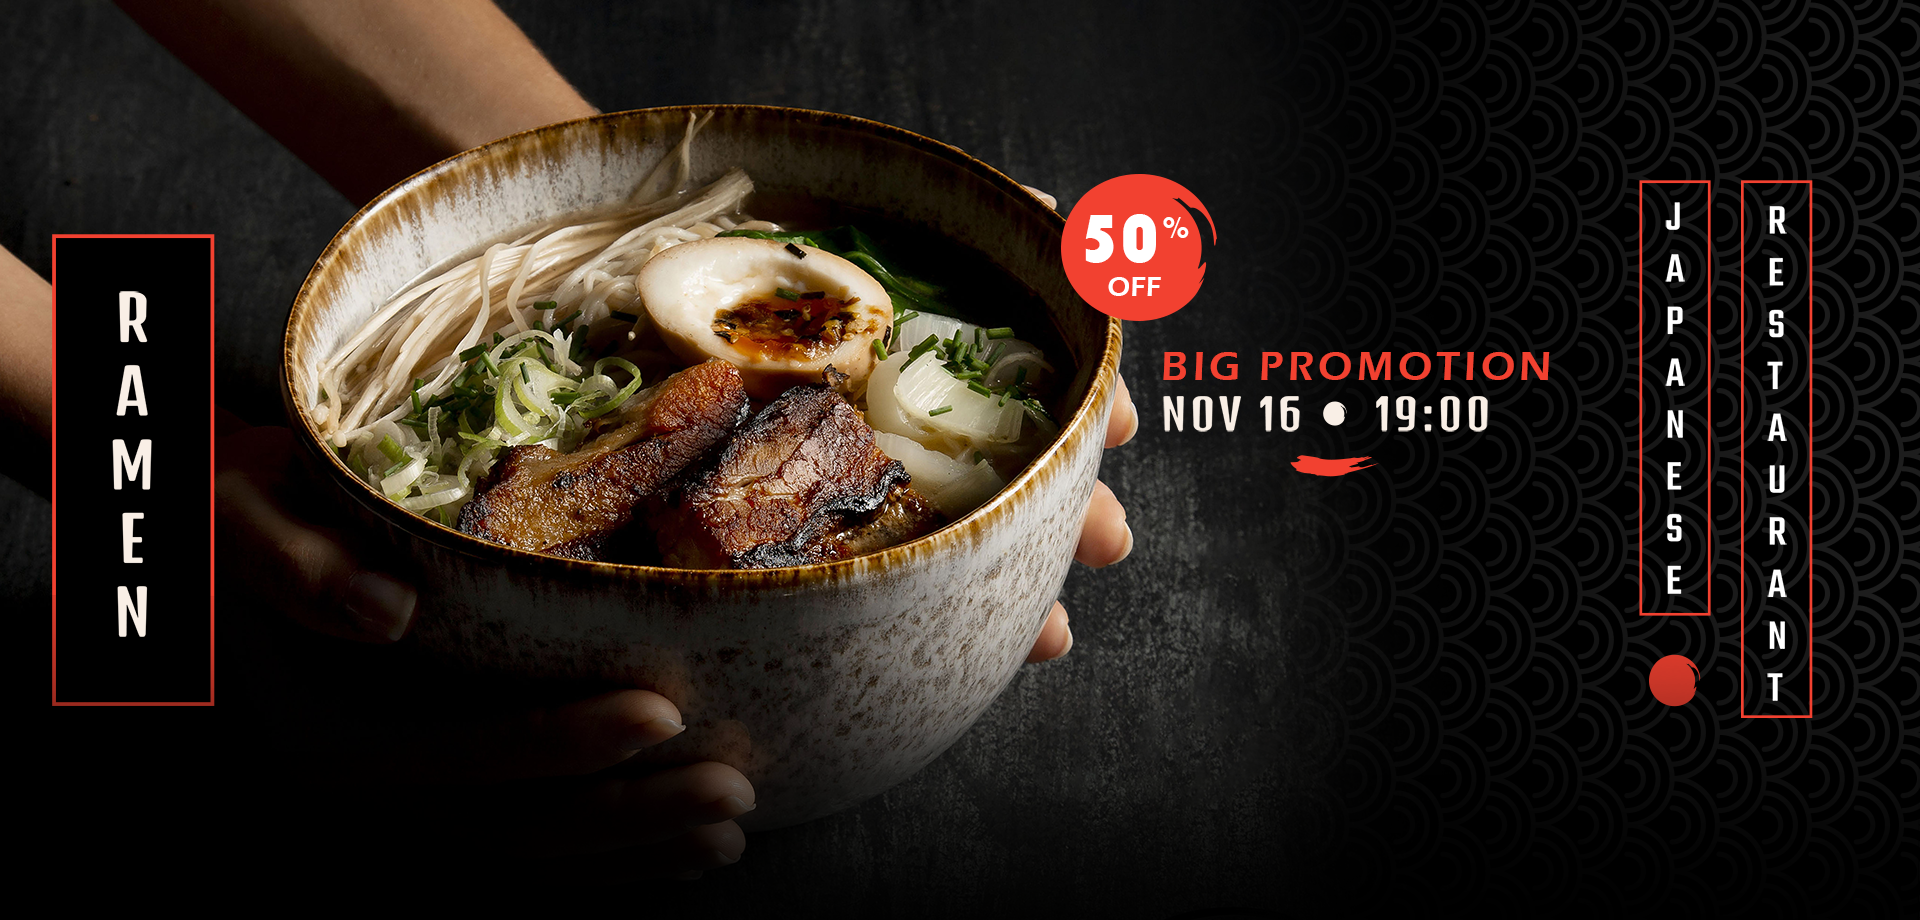 RAMEN
50%
OFF
BIG PROMOTION
NOV 16 ● 19:00
JAPANESE
RESTAURANT